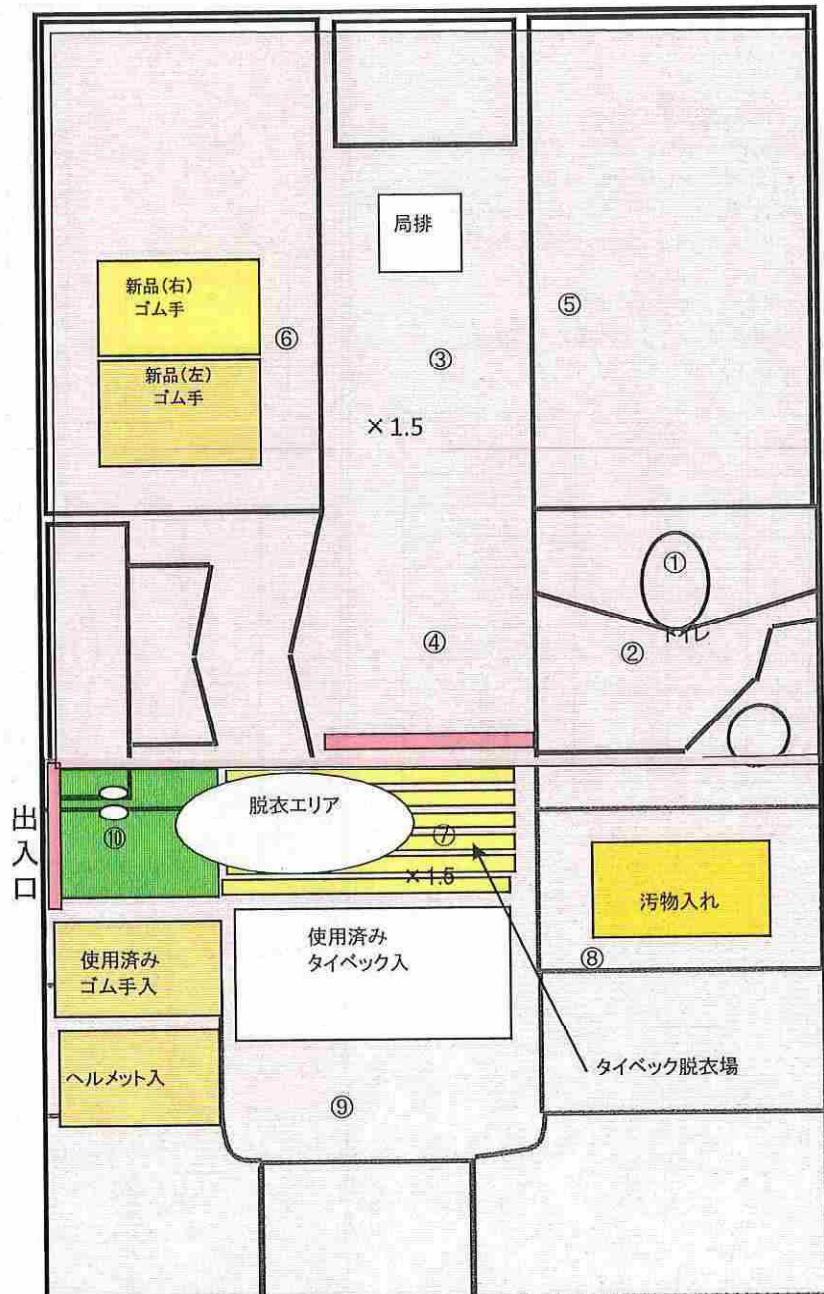 局排
新品(右)
ゴム手
⑥
新品(左)
ゴム手
⑤
③
×1.5
①
トイレ
②
④
出入口
脱衣エリア
⑦
⑩
×1.5
汚物入れ
使用済み
ゴム手入
使用済み
タイベック入
⑧
ヘルメット入
タイベック脱衣場
⑨